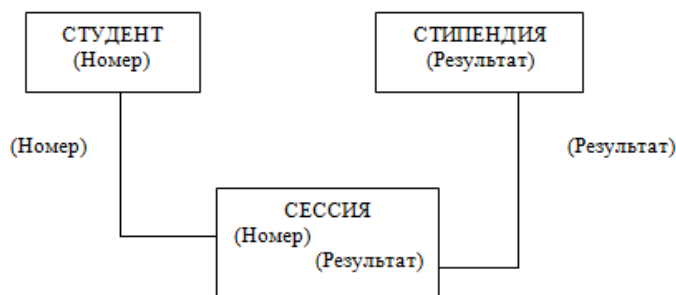 СТУДЕНТ
(Номер)
СТИПЕНДИЯ
(Результат)
(Номер)
(Результат)
СЕССИЯ
(Номер)
(Результат)